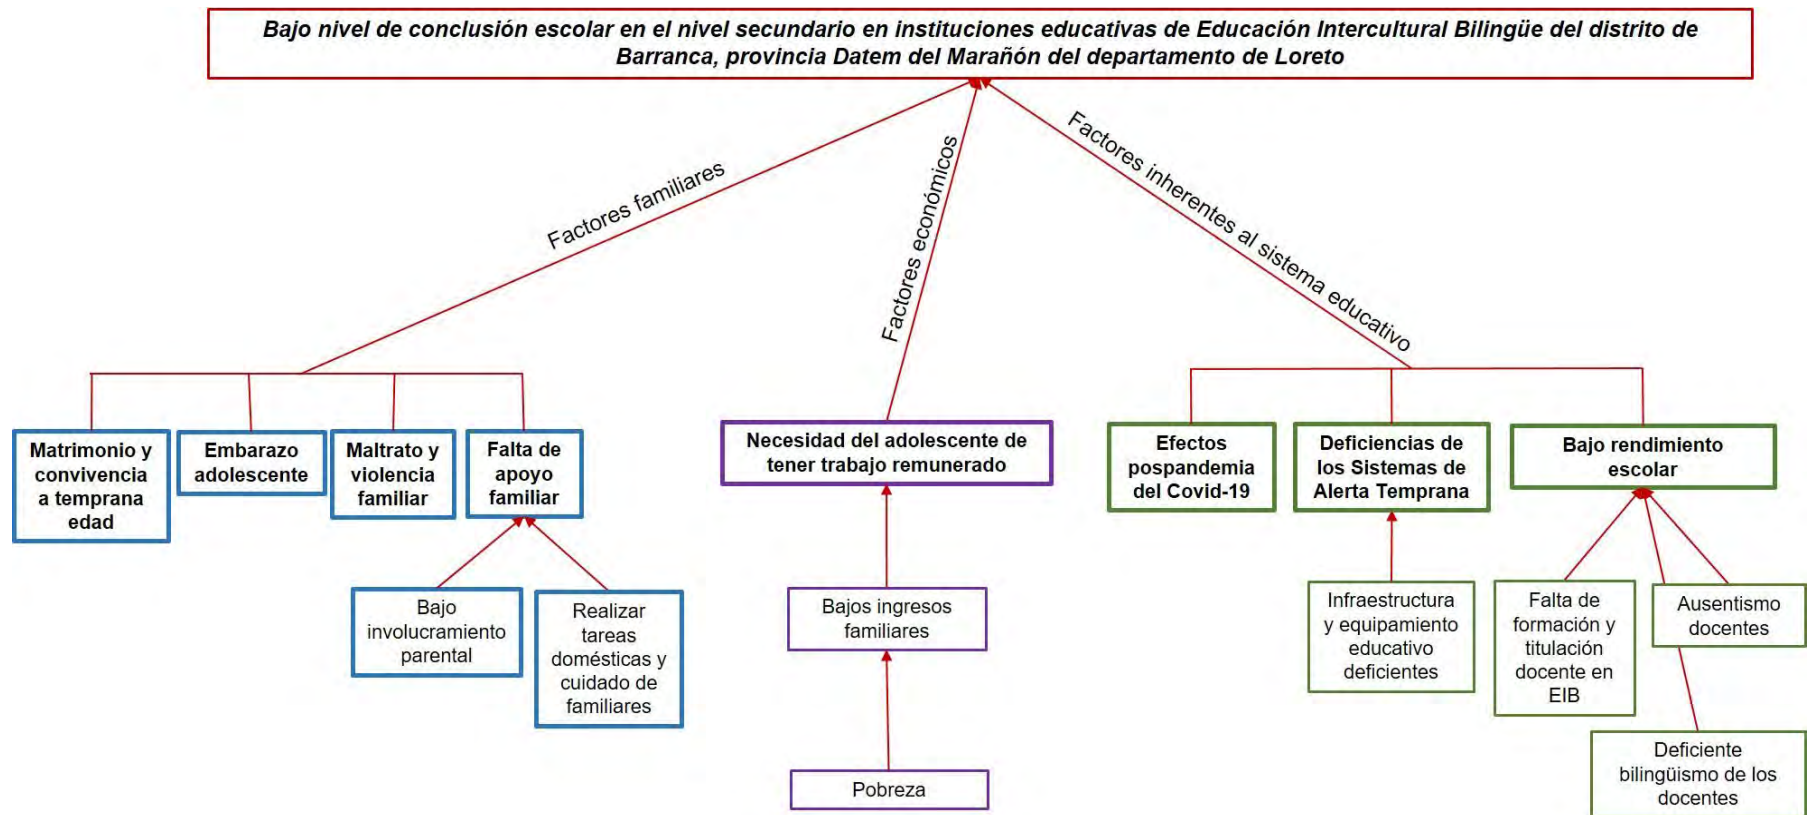 Bajo nivel de conclusión escolar en el nivel secundario en instituciones educativas de Educación Intercultural Bilingüe del distrito de
Barranca, provincia Datem del Marañón del departamento de Loreto
Factores familiares
Factores económicos
Factores inherentes al sistema educativo
Matrimonio y
convivencia
a temprana
edad
Embarazo
adolescente
Maltrato y
violencia
familiar
Falta de
apoyo
familiar
Necesidad del adolescente de
tener trabajo remunerado
Efectos
pospandemia
del Covid-19
Deficiencias de
los Sistemas de
Alerta Temprana
Bajo rendimiento
escolar
Bajo
involucramiento
parental
Realizar
tareas
domésticas y
cuidado de
familiares
Bajos ingresos
familiares
Infraestructura
y equipamiento
educativo
deficientes
Falta de
formación y
titulación
docente en
EIB
Ausentismo
docentes
Pobreza
Deficiente
bilingüismo de los
docentes